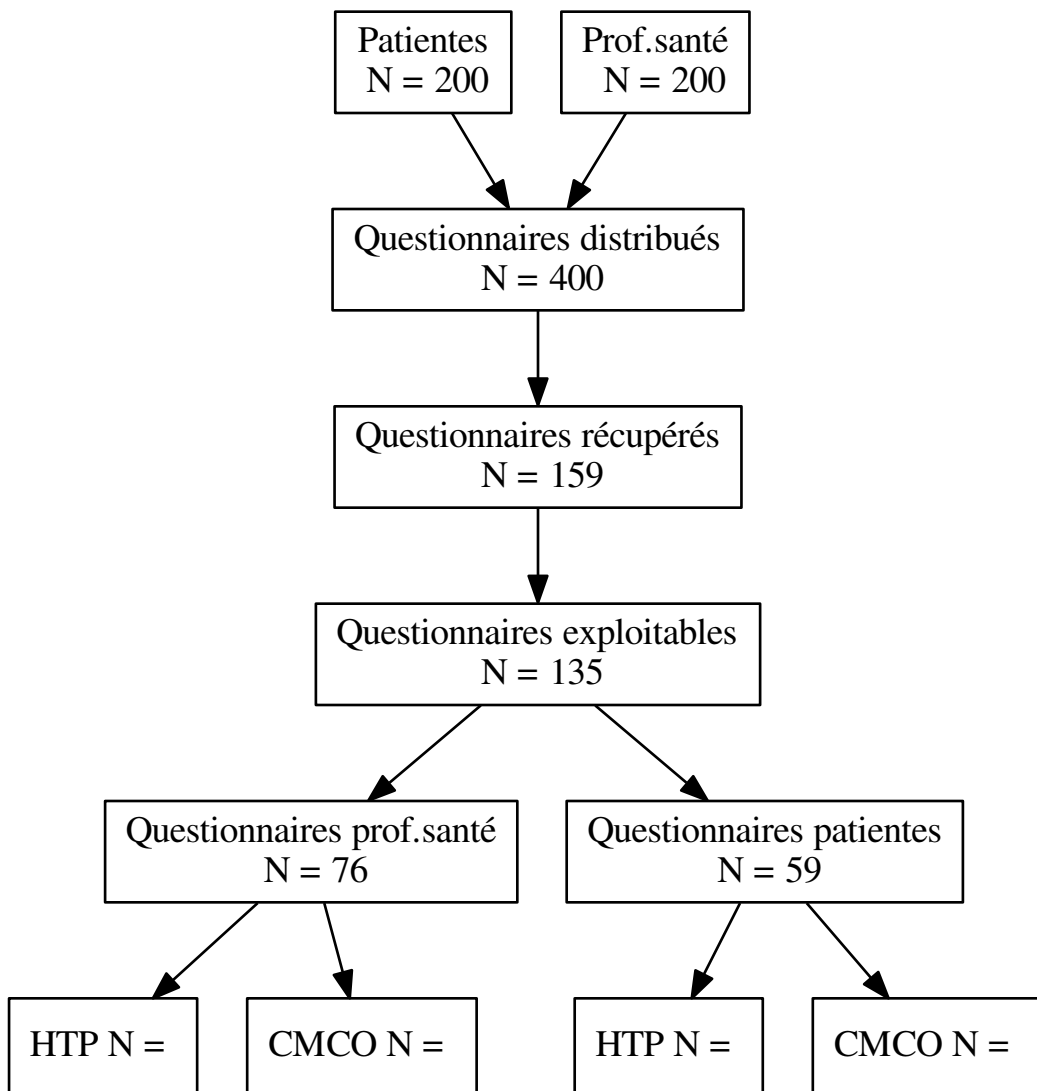 Patientes
N = 200
Prof.santé
N = 200
Questionnaires distribués
N = 400
Questionnaires récupérés
N = 159
Questionnaires exploitables
N = 135
Questionnaires prof.santé
N = 76
Questionnaires patientes
N = 59
HTP N =
CMCO N =
HTP N =
CMCO N =